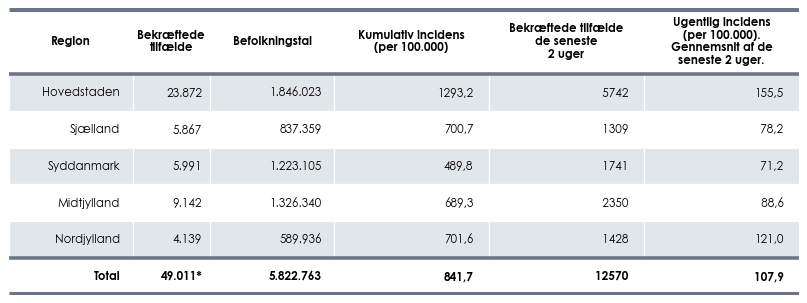 Region Bekræftede tilfælde Befolkningstal Kumulativ incidens (per 100.000) Bekræftede tilfælde de seneste 2 uger Ugentlig incidens (per 100.000). Gennemsnit af de seneste 2 uger.
Hovedstaden 23.872 1.846.023 1293,2 5742 155,5
Sjælland 5.867 837.359 700,7 1309 78,2
Syddanmark 5.991 1.223.105 489,8 1741 71,2
Midtjylland 9.142 1.326.340 689,3 2350 88,6
Nordjylland 4.139 589.936 701,6 1428 121,0
Total 49.011* 5.822.763 841,7 12570 107,9